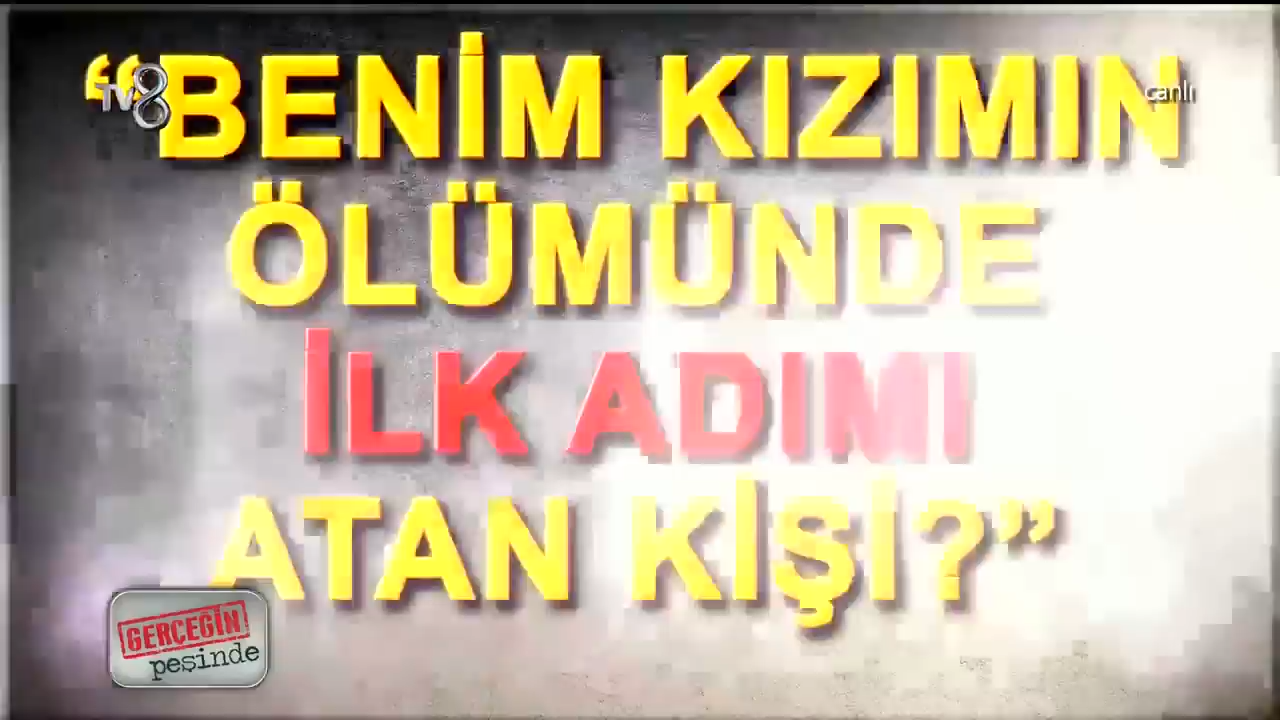 TV8
canlı
“BENİM KIZIMIN
ÖLÜMÜNDE
İLK ADIMI
ATAN KİŞİ?”
GERÇEĞİN
peşinde